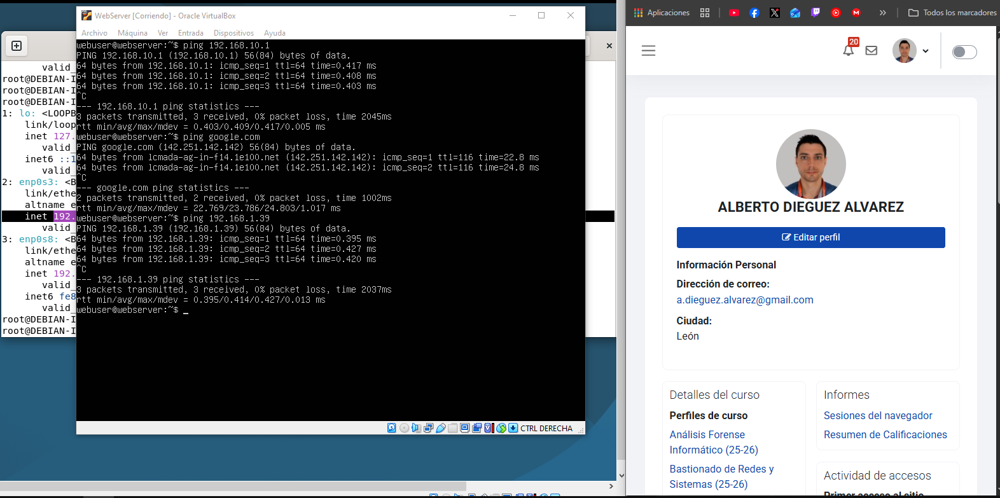 WebServer [Corriendo] - Oracle VirtualBox
Archivo Máquina Ver Entrada Dispositivos Ayuda
webuser@webserver:~$ ping 192.168.10.1
PING 192.168.10.1 (192.168.10.1) 56(84) bytes of data.
64 bytes from 192.168.10.1: icmp_seq=1 ttl=64 time=0.417 ms
64 bytes from 192.168.10.1: icmp_seq=2 ttl=64 time=0.408 ms
64 bytes from 192.168.10.1: icmp_seq=3 ttl=64 time=0.403 ms
^C
--- 192.168.10.1 ping statistics ---
3 packets transmitted, 3 received, 0% packet loss, time 2045ms
rtt min/avg/max/mdev = 0.403/0.409/0.417/0.005 ms
webuser@webserver:~$ ping google.com
PING google.com (142.251.142.142) 56(84) bytes of data.
64 bytes from lcmada-ag-in-f14.1e100.net (142.251.142.142): icmp_seq=1 ttl=116 time=22.8 ms
64 bytes from lcmada-ag-in-f14.1e100.net (142.251.142.142): icmp_seq=2 ttl=116 time=24.8 ms
^C
--- google.com ping statistics ---
2 packets transmitted, 2 received, 0% packet loss, time 1002ms
rtt min/avg/max/mdev = 22.769/23.786/24.803/1.017 ms
webuser@webserver:~$ ping 192.168.1.39
PING 192.168.1.39 (192.168.1.39) 56(84) bytes of data.
64 bytes from 192.168.1.39: icmp_seq=1 ttl=64 time=0.395 ms
64 bytes from 192.168.1.39: icmp_seq=2 ttl=64 time=0.427 ms
64 bytes from 192.168.1.39: icmp_seq=3 ttl=64 time=0.420 ms
^C
--- 192.168.1.39 ping statistics ---
3 packets transmitted, 3 received, 0% packet loss, time 2037ms
rtt min/avg/max/mdev = 0.395/0.414/0.427/0.013 ms
webuser@webserver:~$ _
CTRL DERECHA
valid_
root@DEBIAN-I
root@DEBIAN-I
root@DEBIAN-I
1: lo: <LOOPB
link/loop
inet 127.
valid_
inet6 ::1
valid_
2: enp0s3: <B
link/ethe
altname e
inet 192.
valid_
3: enp0s8: <B
link/ethe
altname e
inet 192.
valid_
inet6 fe8
valid_
root@DEBIAN-I
root@DEBIAN-I
Aplicaciones
» Todos los marcadores
20
ALBERTO DIEGUEZ ALVAREZ
Editar perfil
Información Personal
Dirección de correo:
a.dieguez.alvarez@gmail.com
Ciudad:
León
Detalles del curso
Perfiles de curso
Análisis Forense
Informático (25-26)
Bastionado de Redes y
Sistemas (25-26)
Informes
Sesiones del navegador
Resumen de Calificaciones
Actividad de accesos
Primer acceso al sitio